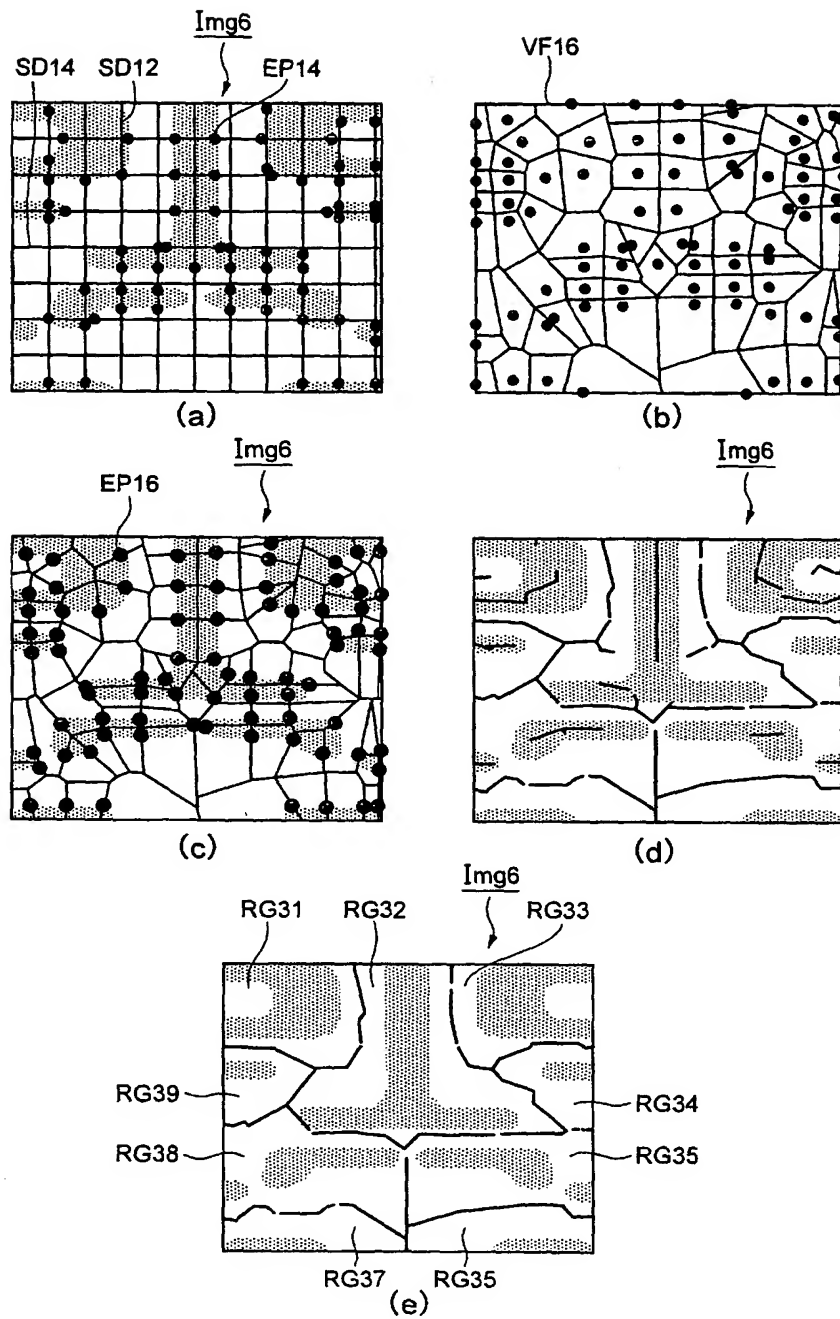 Img6
SD14 SD12 EP14
(a)
VF16
(b)
Img6
EP16
(c)
Img6
(d)
Img6
RG31 RG32 RG33
RG39 RG34
RG38 RG35
RG37 RG35
(e)